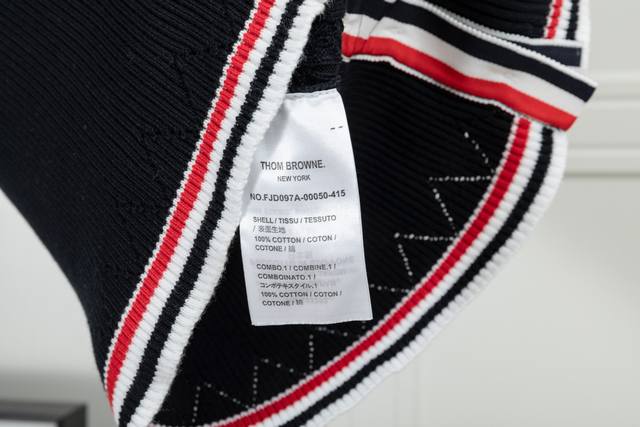 --
THOM BROWNE.
NEW YORK
NO.FJD097A-00050-415
SHELL / TISSU / TESSUTO
/ 表面生地
100% COTTON / COTON /
COTONE / 綿
COMBO.1 / COMBINE.1 /
COMBOINATO.1 /
コンボテキスタイル.1
100% COTTON / COTON /
COTONE / 綿